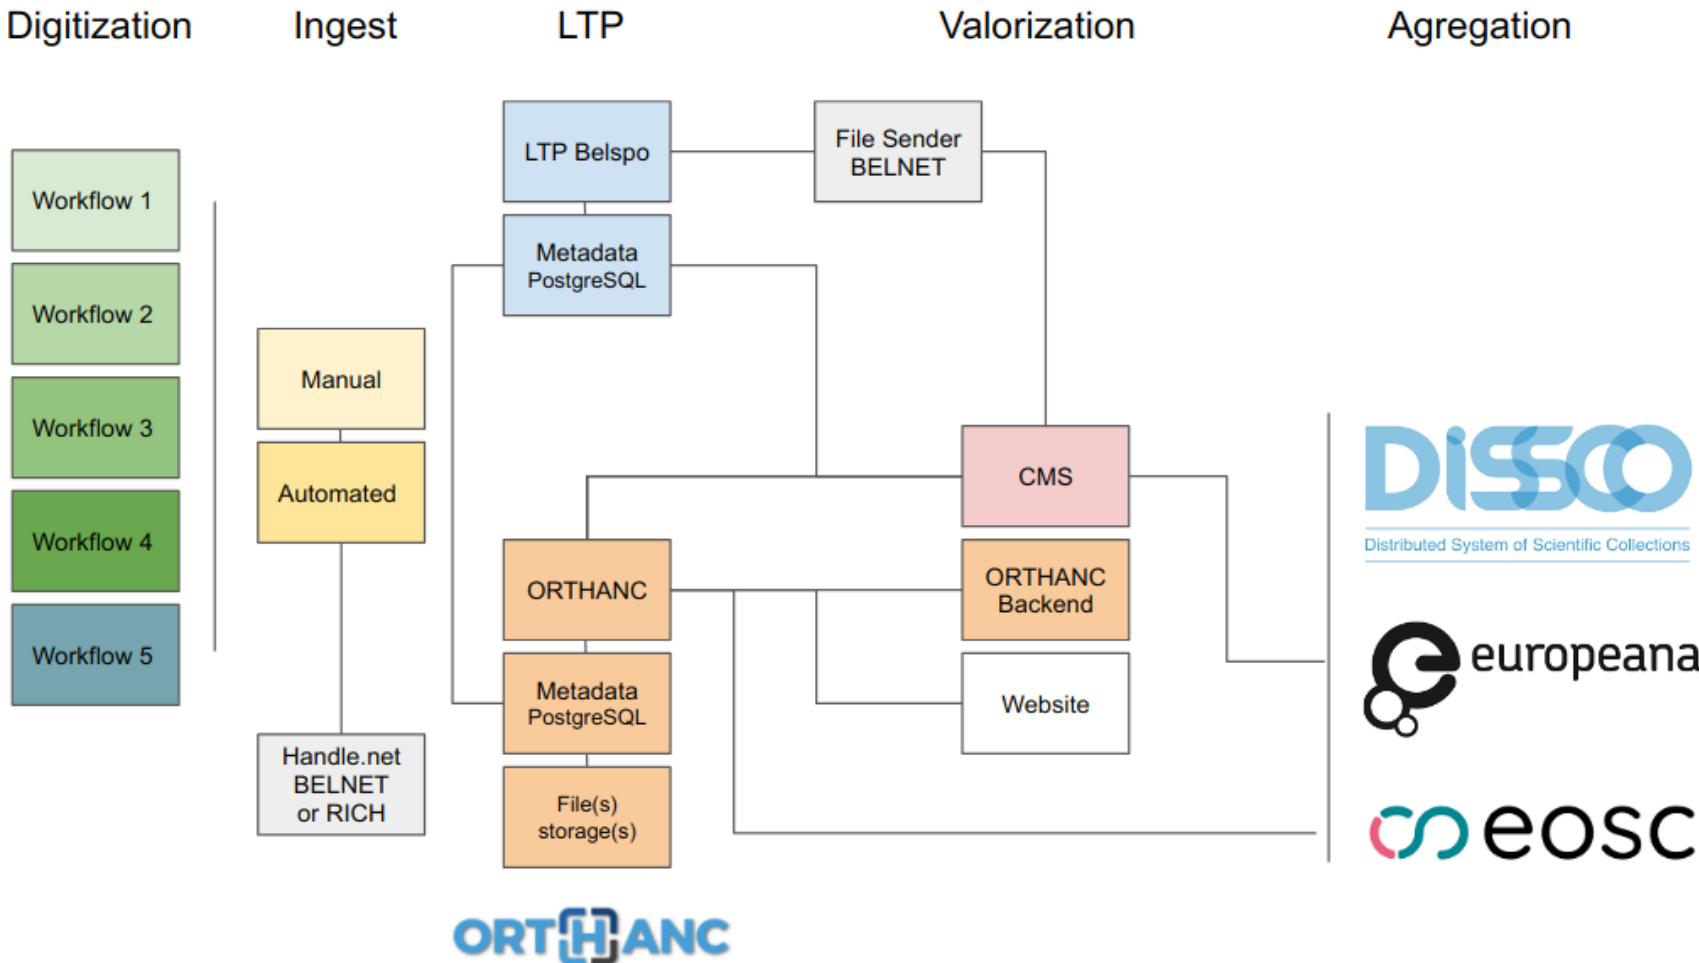 Digitization
Ingest
LTP
Valorization
Agregation
Workflow 1
Workflow 2
Workflow 3
Workflow 4
Workflow 5
Manual
Automated
Handle.net
BELNET
or RICH
LTP Belspo
Metadata
PostgreSQL
ORTHANC
Metadata
PostgreSQL
File(s)
storage(s)
ORTHANC
File Sender
BELNET
CMS
ORTHANC
Backend
Website
DiSSCo
Distributed System of Scientific Collections
europeana
eosc